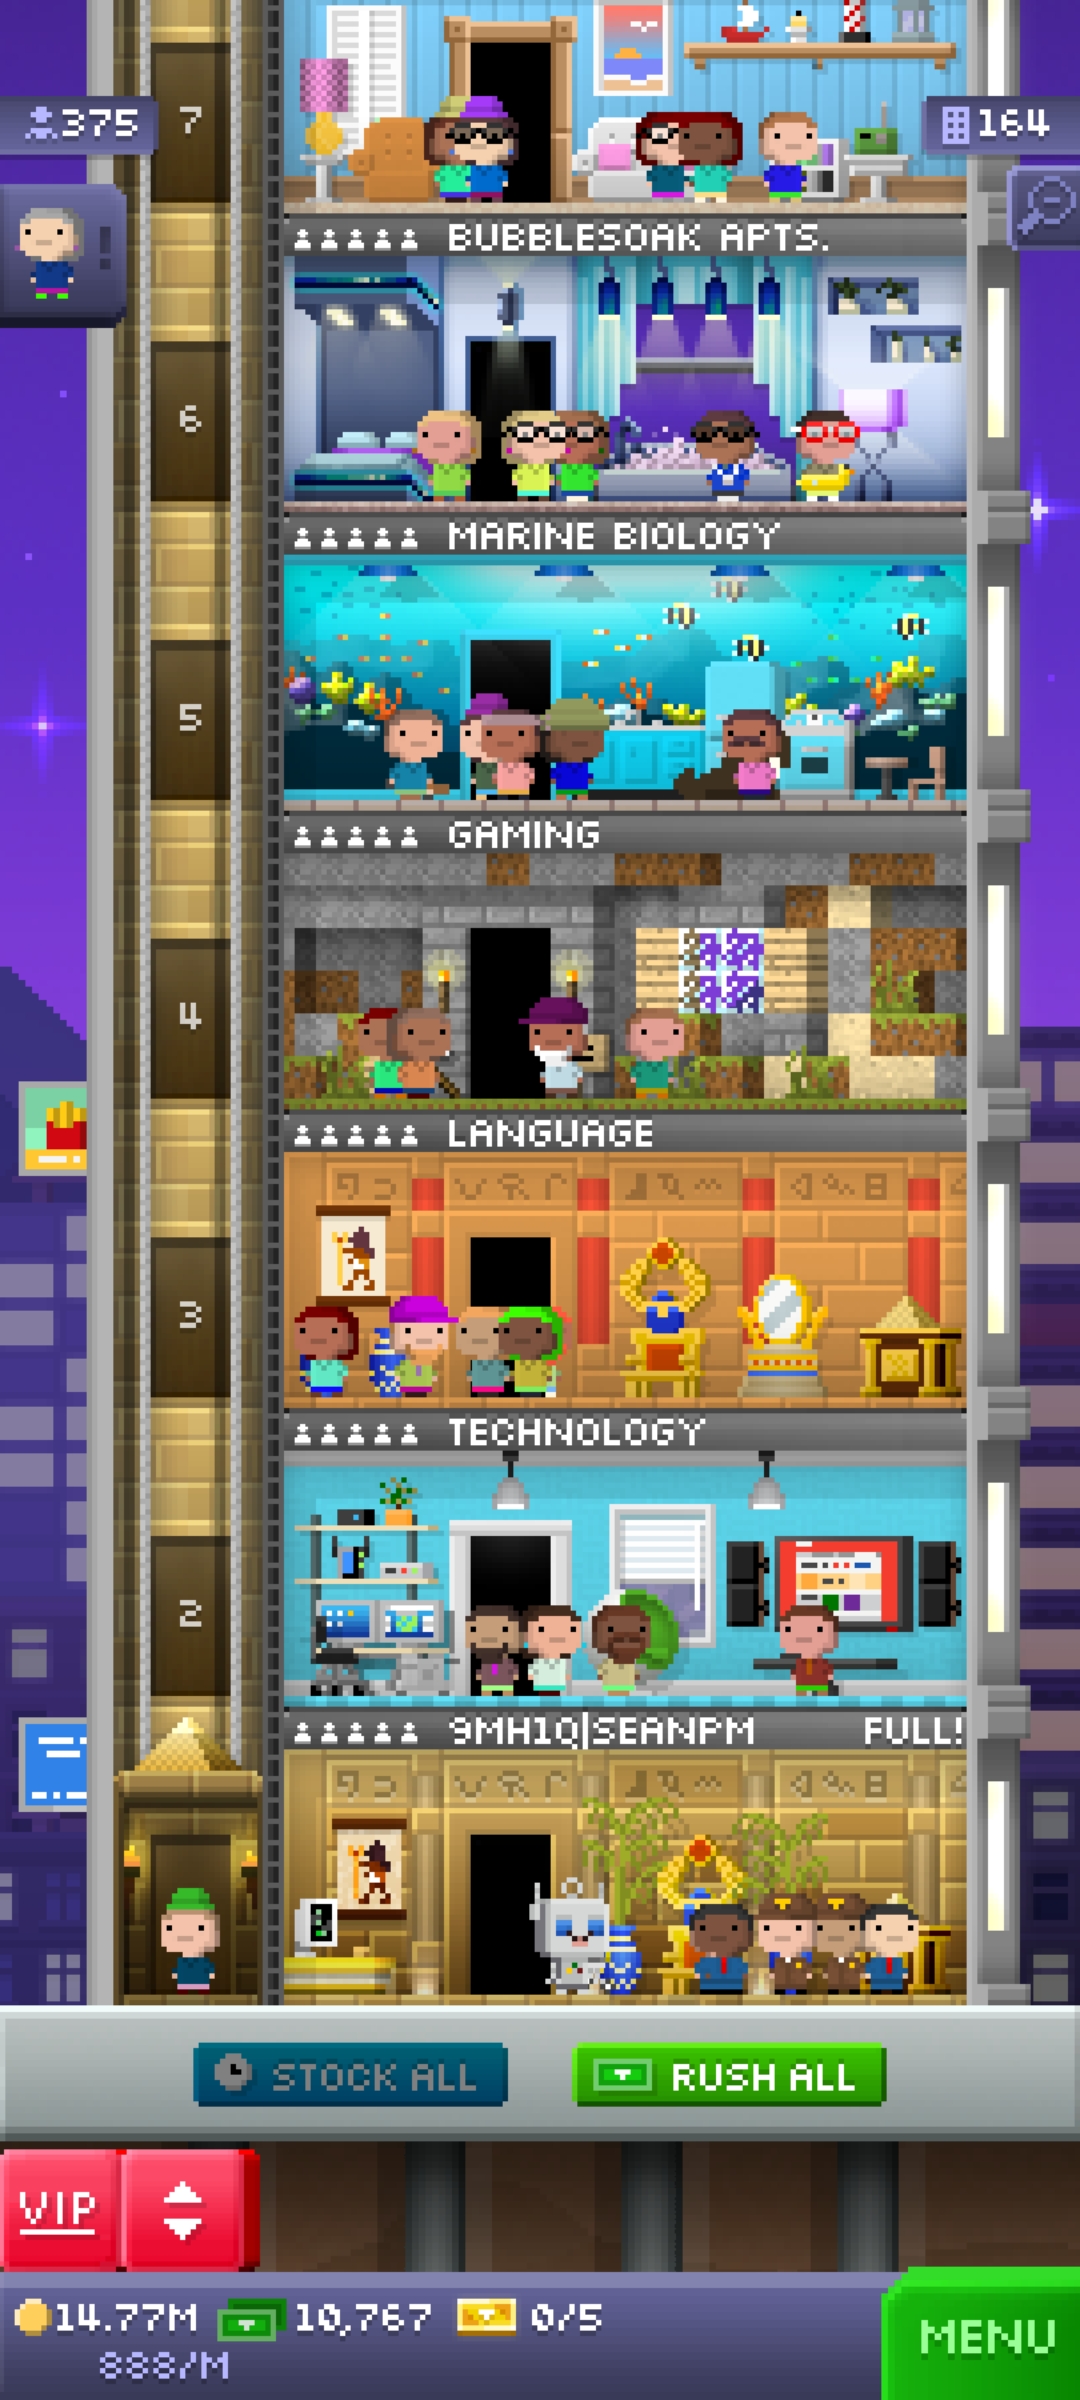 375
7
164
!
BUBBLESOAK APTS.
6
MARINE BIOLOGY
5
GAMING
4
LANGUAGE
3
TECHNOLOGY
2
9MH1Q|SEANPM FULL!
STOCK ALL
RUSH ALL
VIP
14.77M
10,767
0/5
888/M
MENU